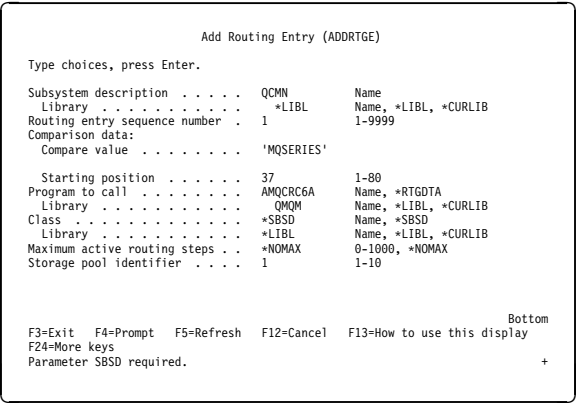 Add Routing Entry (ADDRTGE)
Type choices, press Enter.
Subsystem description . . . . . QCMN Name
Library . . . . . . . . . . . *LIBL Name, *LIBL, *CURLIB
Routing entry sequence number . 1 1-9999
Comparison data:
Compare value . . . . . . . . 'MQSERIES'
Starting position . . . . . . 37 1-80
Program to call . . . . . . . . AMQCRC6A Name, *RTGDTA
Library . . . . . . . . . . . QMQM Name, *LIBL, *CURLIB
Class . . . . . . . . . . . . . *SBSD Name, *SBSD
Library . . . . . . . . . . . *LIBL Name, *LIBL, *CURLIB
Maximum active routing steps . . *NOMAX 0-1000, *NOMAX
Storage pool identifier . . . . 1 1-10
Bottom
F3=Exit F4=Prompt F5=Refresh F12=Cancel F13=How to use this display
F24=More keys
Parameter SBSD required. +